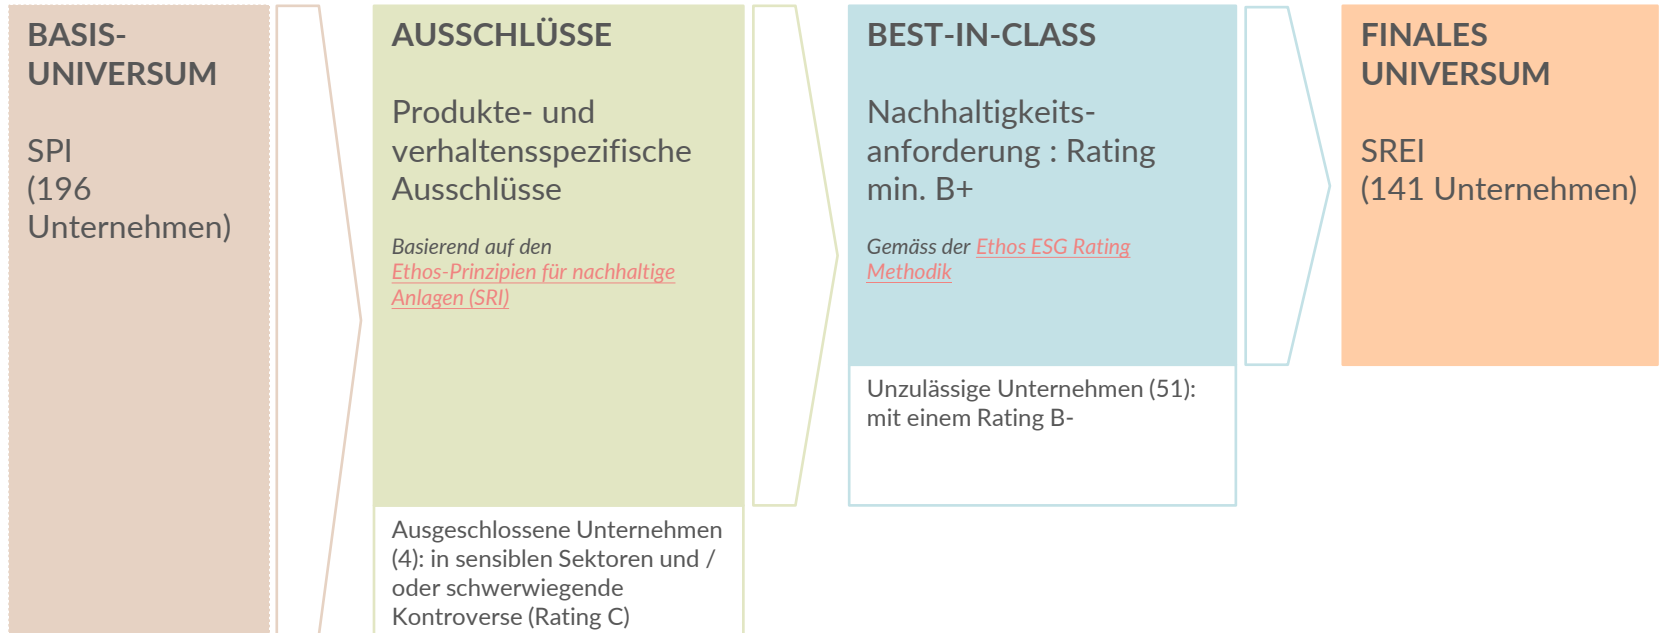 BASIS-
UNIVERSUM
SPI
(196
Unternehmen)
AUSSCHLÜSSE
Produkte- und
verhaltensspezifische
Ausschlüsse
Basierend auf den
Ethos-Prinzipien für nachhaltige
Anlagen (SRI)
Ausgeschlossene Unternehmen
(4): in sensiblen Sektoren und /
oder schwerwiegende
Kontroverse (Rating C)
BEST-IN-CLASS
Nachhaltigkeits-
anforderung : Rating
min. B+
Gemäss der Ethos ESG Rating
Methodik
Unzulässige Unternehmen (51):
mit einem Rating B-
FINALES
UNIVERSUM
SREI
(141 Unternehmen)